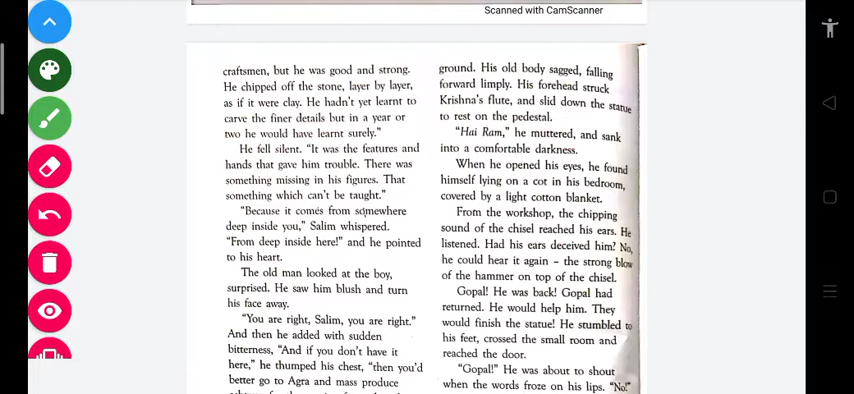 Scanned with CamScanner
craftsmen, but he was good and strong.
He chipped off the stone, layer by layer,
as if it were clay. He hadn't yet learnt to
carve the finer details but in a year or
two he would have learnt surely."
He fell silent. "It was the features and
hands that gave him trouble. There was
something missing in his figures. That
something which can't be taught."
"Because it comes from somewhere
deep inside you," Salim whispered.
"From deep inside here!" and he pointed
to his heart.
The old man looked at the boy,
surprised. He saw him blush and turn
his face away.
"You are right, Salim, you are right."
And then he added with sudden
bitterness, "And if you don't have it
here," he thumped his chest, "then you'd
better go to Agra and mass produce
ground. His old body sagged, falling
forward limply. His forehead struck
Krishna's flute, and slid down the statue
to rest on the pedestal.
"Hai Ram," he muttered, and sank
into a comfortable darkness.
When he opened his eyes, he found
himself lying on a cot in his bedroom,
covered by a light cotton blanket.
From the workshop, the chipping
sound of the chisel reached his ears. He
listened. Had his ears deceived him? No,
he could hear it again – the strong blow
of the hammer on top of the chisel.
Gopal! He was back! Gopal had
returned. He would help him. They
would finish the statue! He stumbled to
his feet, crossed the small room and
reached the door.
"Gopal!" He was about to shout
when the words froze on his lips. "No!"